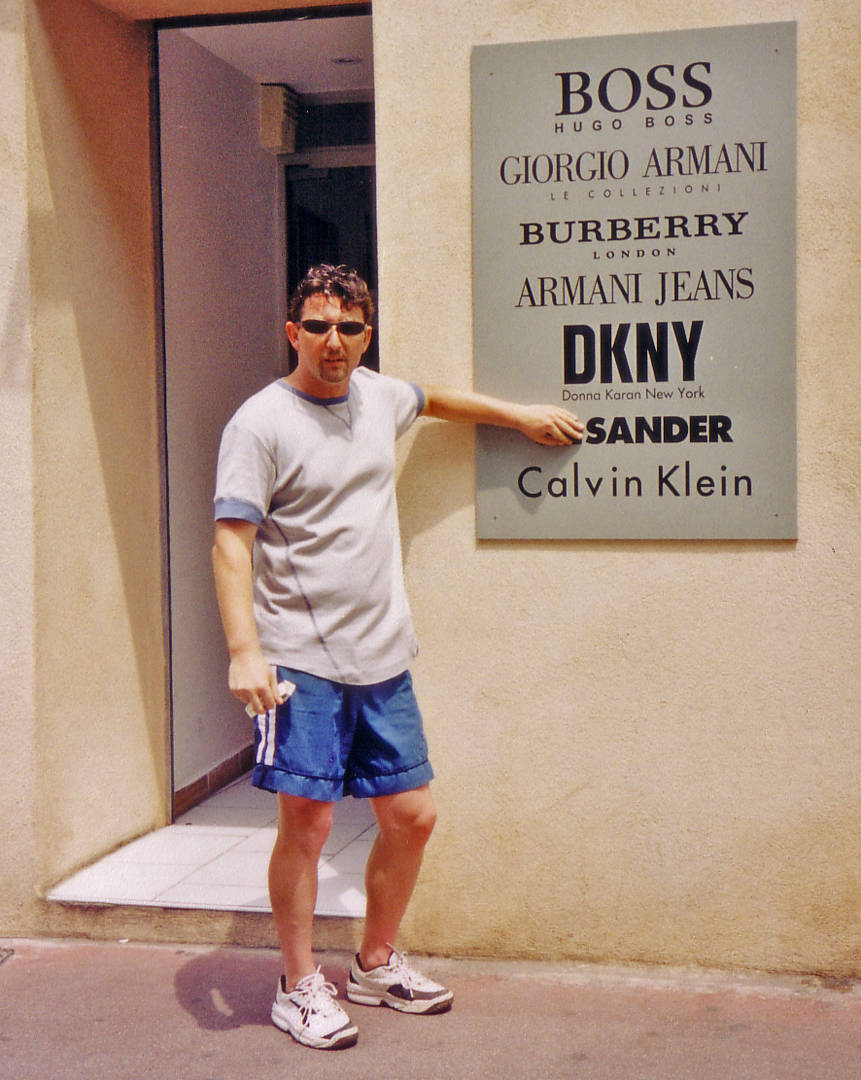 BOSS
HUGO BOSS
GIORGIO ARMANI
LE COLLEZIONI
BURBERRY
LONDON
ARMANI JEANS
DKNY
Donna Karan New York
SANDER
Calvin Klein